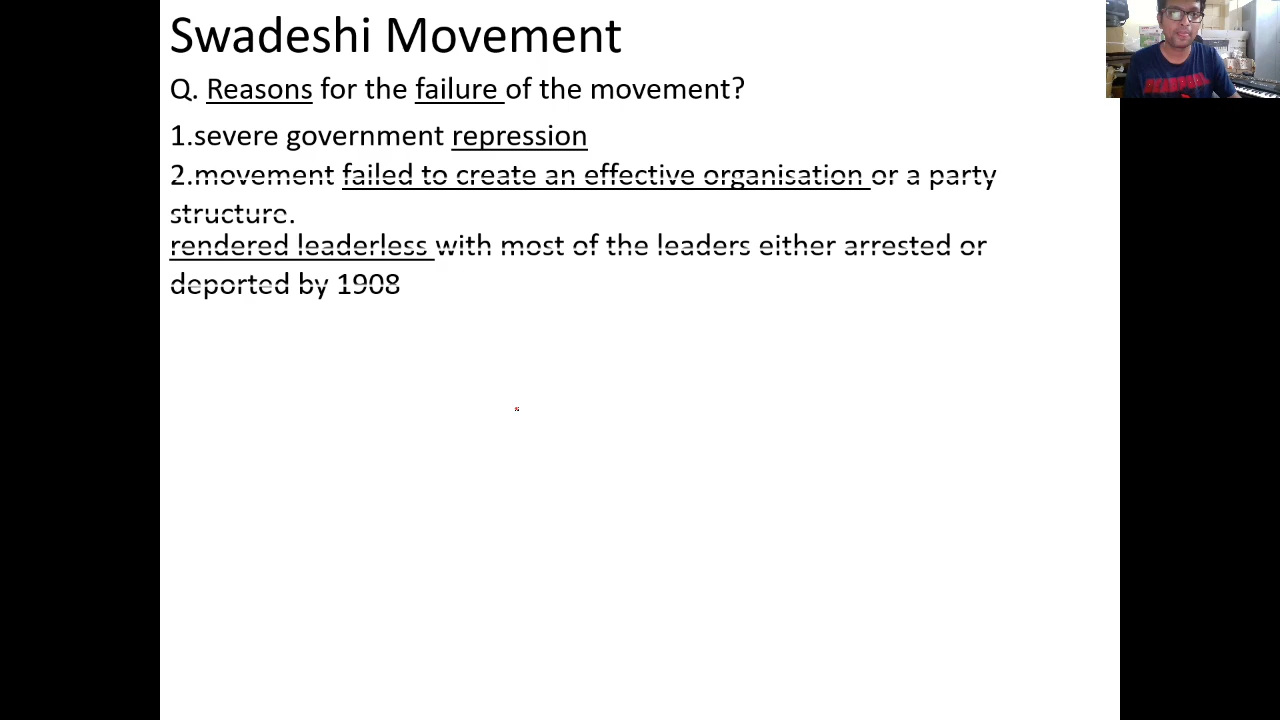 Swadeshi Movement
Q. Reasons for the failure of the movement?
1.severe government repression
2.movement failed to create an effective organisation or a party
structure.
rendered leaderless with most of the leaders either arrested or
deported by 1908